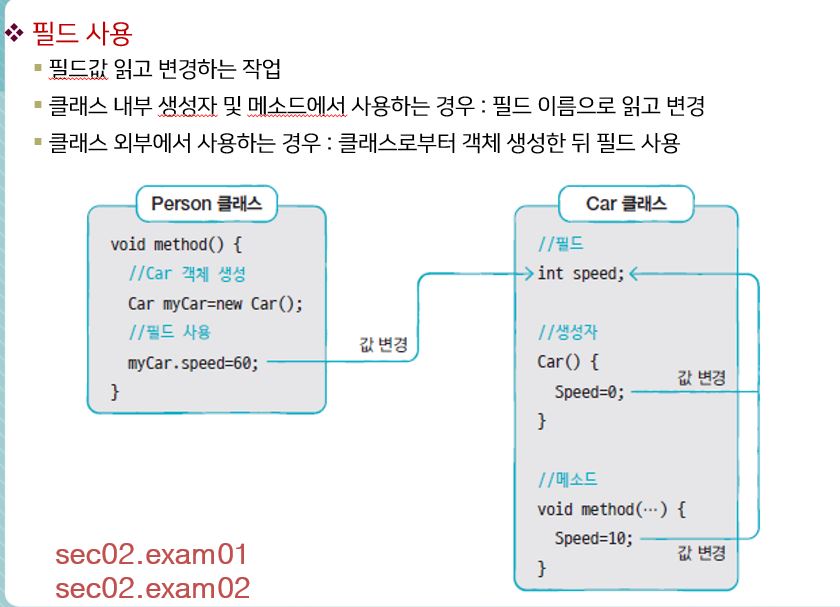 필드 사용
필드값 읽고 변경하는 작업
클래스 내부 생성자 및 메소드에서 사용하는 경우 : 필드 이름으로 읽고 변경
클래스 외부에서 사용하는 경우 : 클래스로부터 객체 생성한 뒤 필드 사용
Person 클래스
void method() {
//Car 객체 생성
Car myCar=new Car();
//필드 사용
myCar.speed=60;
}
값 변경
Car 클래스
//필드
int speed;
//생성자
Car() {
Speed=0;
값 변경
}
//메소드
void method(…) {
Speed=10;
값 변경
}
sec02.exam01
sec02.exam02